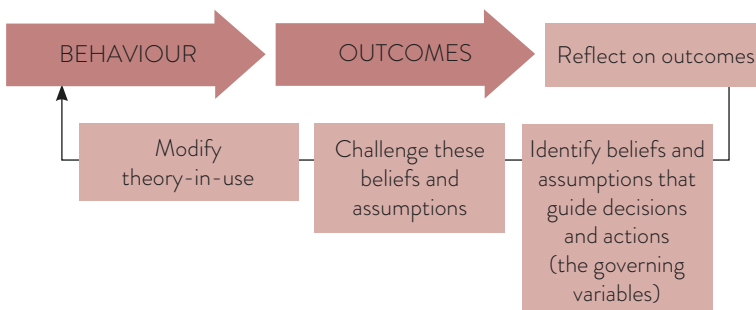 BEHAVIOUR
OUTCOMES
Reflect on outcomes
Modify
theory-in-use
Challenge these
beliefs and
assumptions
Identify beliefs and
assumptions that
guide decisions
and actions
(the governing
variables)